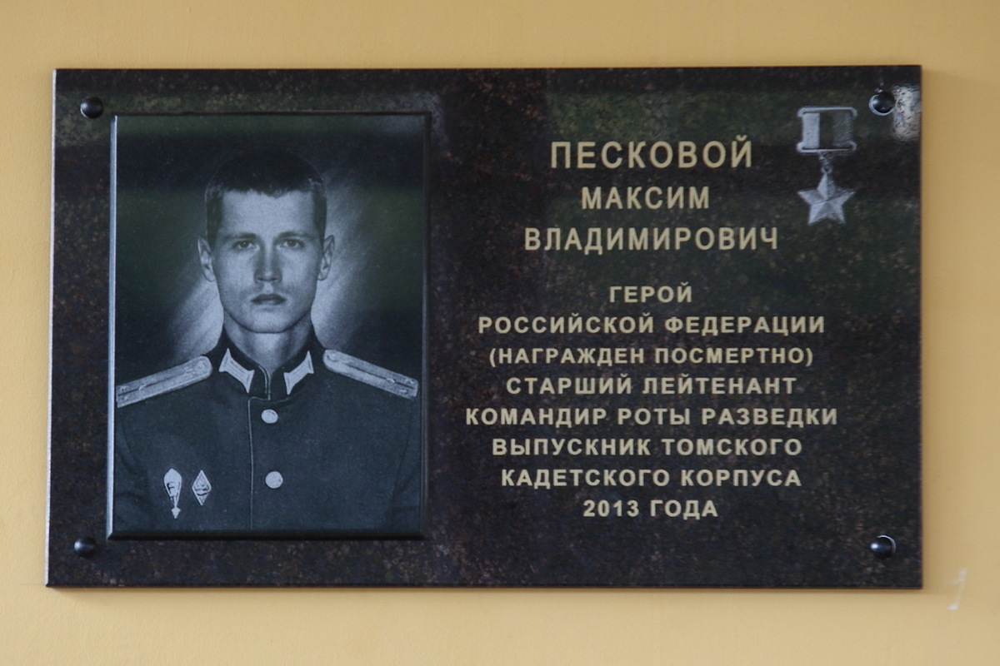 ПЕСКОВОЙ
МАКСИМ
ВЛАДИМИРОВИЧ
ГЕРОЙ
РОССИЙСКОЙ ФЕДЕРАЦИИ
(НАГРАЖДЕН ПОСМЕРТНО)
СТАРШИЙ ЛЕЙТЕНАНТ
КОМАНДИР РОТЫ РАЗВЕДКИ
ВЫПУСКНИК ТОМСКОГО
КАДЕТСКОГО КОРПУСА
2013 ГОДА